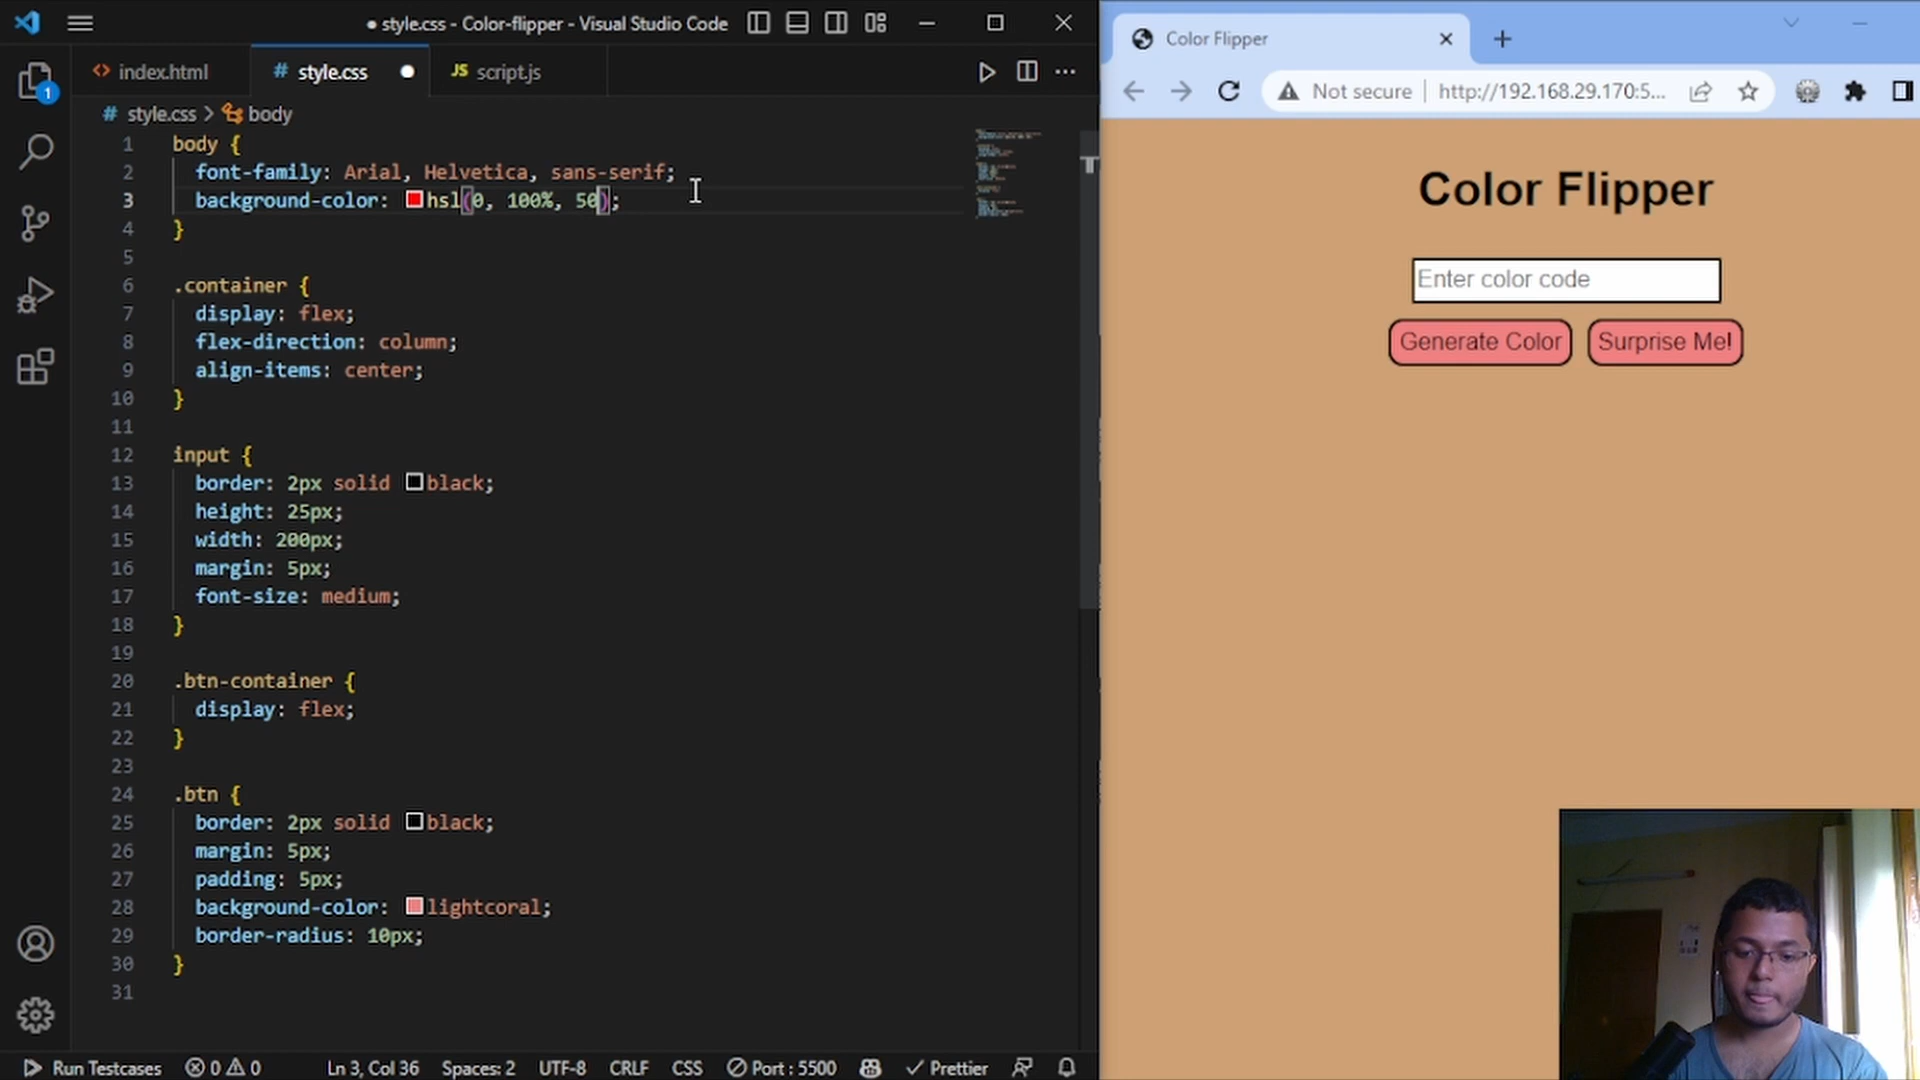 style.css - Color-flipper - Visual Studio Code
index.html
style.css
script.js
style.css > body
1 body {
2 font-family: Arial, Helvetica, sans-serif;
3 background-color: hsl(0, 100%, 50);
4 }
5
6 .container {
7 display: flex;
8 flex-direction: column;
9 align-items: center;
10 }
11
12 input {
13 border: 2px solid black;
14 height: 25px;
15 width: 200px;
16 margin: 5px;
17 font-size: medium;
18 }
19
20 .btn-container {
21 display: flex;
22 }
23
24 .btn {
25 border: 2px solid black;
26 margin: 5px;
27 padding: 5px;
28 background-color: lightcoral;
29 border-radius: 10px;
30 }
31
1
Run Testcases 0 0 Ln 3, Col 36 Spaces: 2 UTF-8 CRLF CSS Port : 5500 Prettier
Color Flipper
Not secure http://192.168.29.170:5...
Color Flipper
Enter color code
Generate Color
Surprise Me!